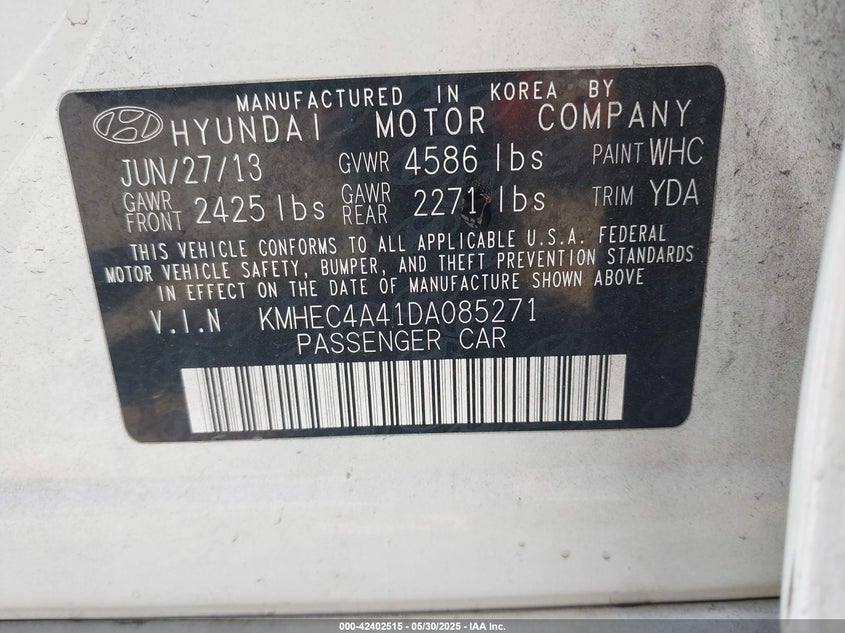 MANUFACTURED IN KOREA BY
HYUNDAI MOTOR COMPANY
JUN/27/13 GVWR 4586 lbs PAINT WHC
GAWR FRONT 2425 lbs GAWR REAR 2271 lbs TRIM YDA
THIS VEHICLE CONFORMS TO ALL APPLICABLE U.S.A. FEDERAL
MOTOR VEHICLE SAFETY, BUMPER, AND THEFT PREVENTION STANDARDS
IN EFFECT ON THE DATE OF MANUFACTURE SHOWN ABOVE
V.I.N KMHEC4A41DA085271
PASSENGER CAR
000-42402515 - 05/30/2025 - IAA Inc.